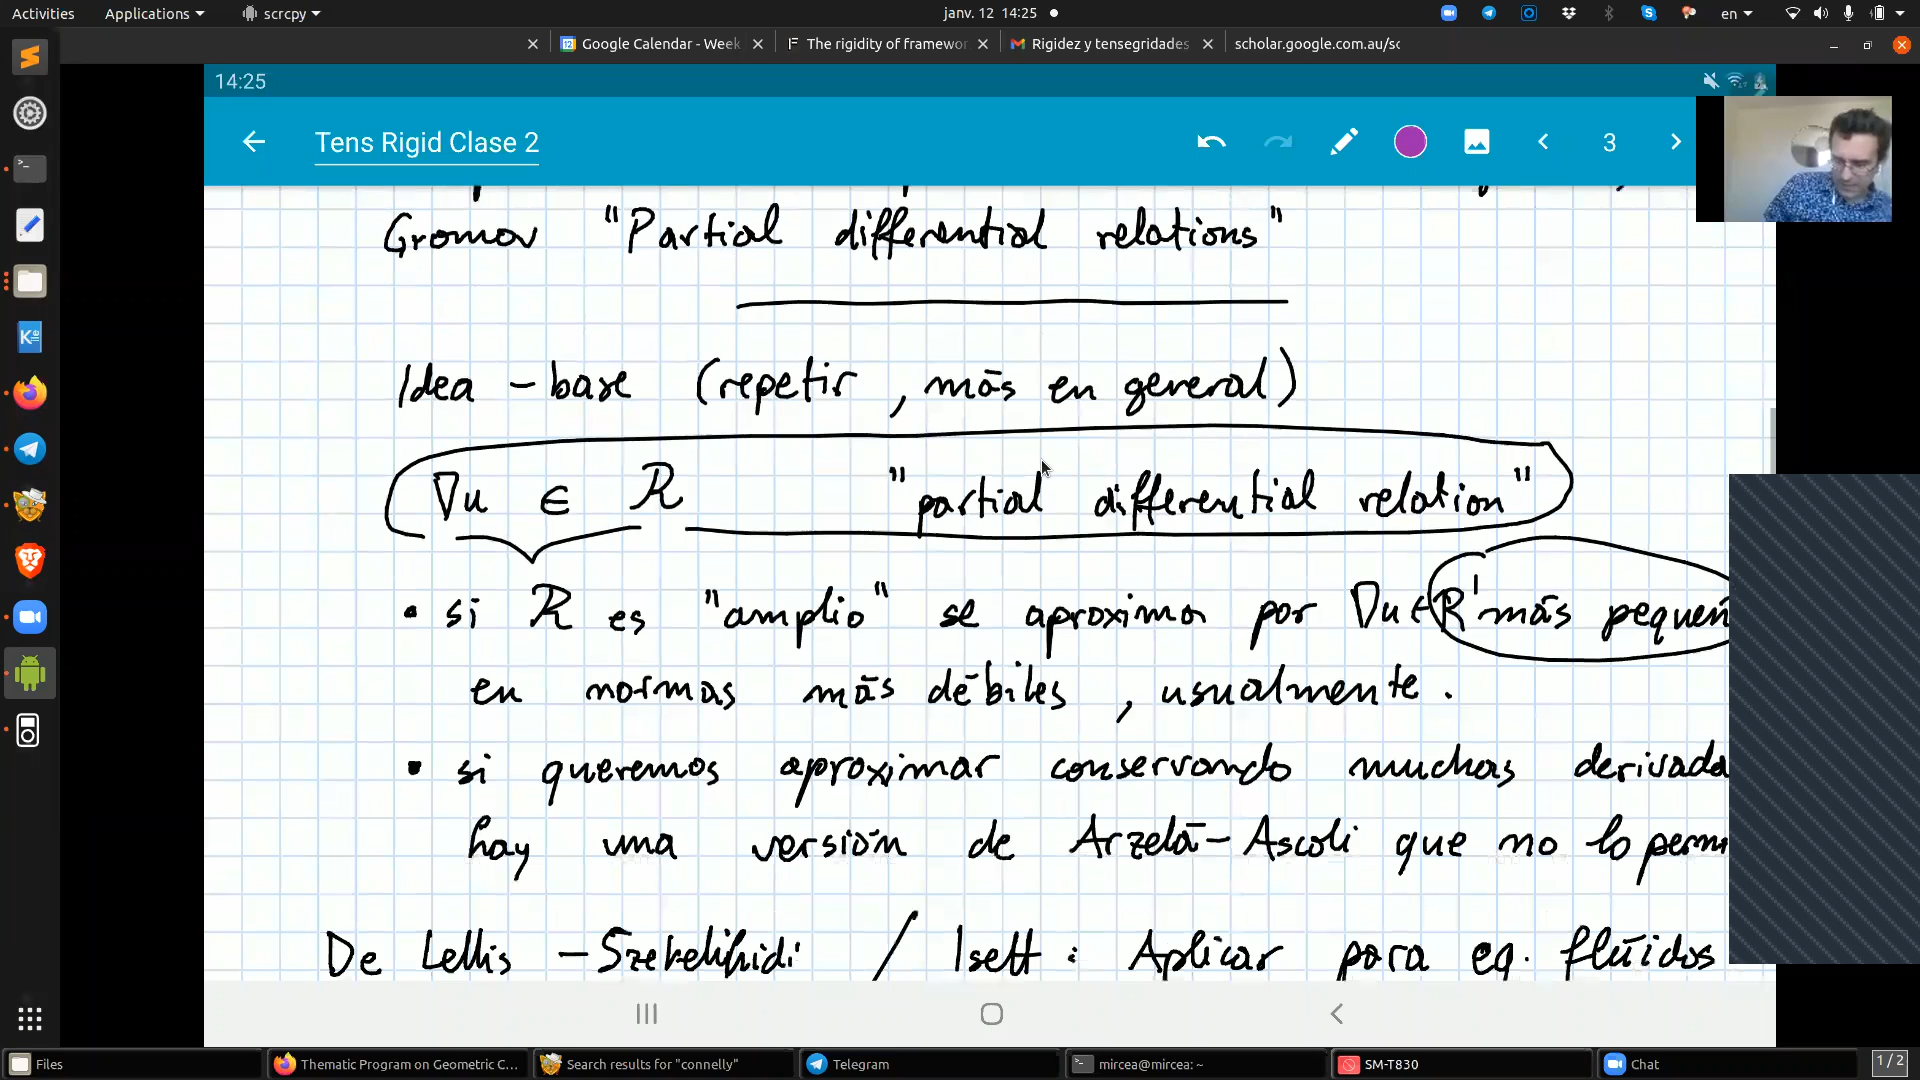 Activities Applications scrcpy janv. 12 14:25 en
Google Calendar - Week The rigidity of framewor Rigidez y tensegridades scholar.google.com.au/sc
14:25
Tens Rigid Clase 2 3
Gromov "Partial differential relations"
Idea-base (repetir, más en general)
∇u ∈ R "partial differential relation"
• si R es "amplio" se aproxima por ∇u ∈ R' más pequeñ
en normas más débiles, usualmente.
• si queremos aproximar conservando muchas derivada
hay una versión de Arzelà-Ascoli que no lo perm
De Lellis - Szekelihidi / Isett: Aplicar para eq. flúidos
Files Thematic Program on Geometric C... Search results for "connelly" Telegram mircea@mircea: ~ SM-T830 Chat 1 / 2